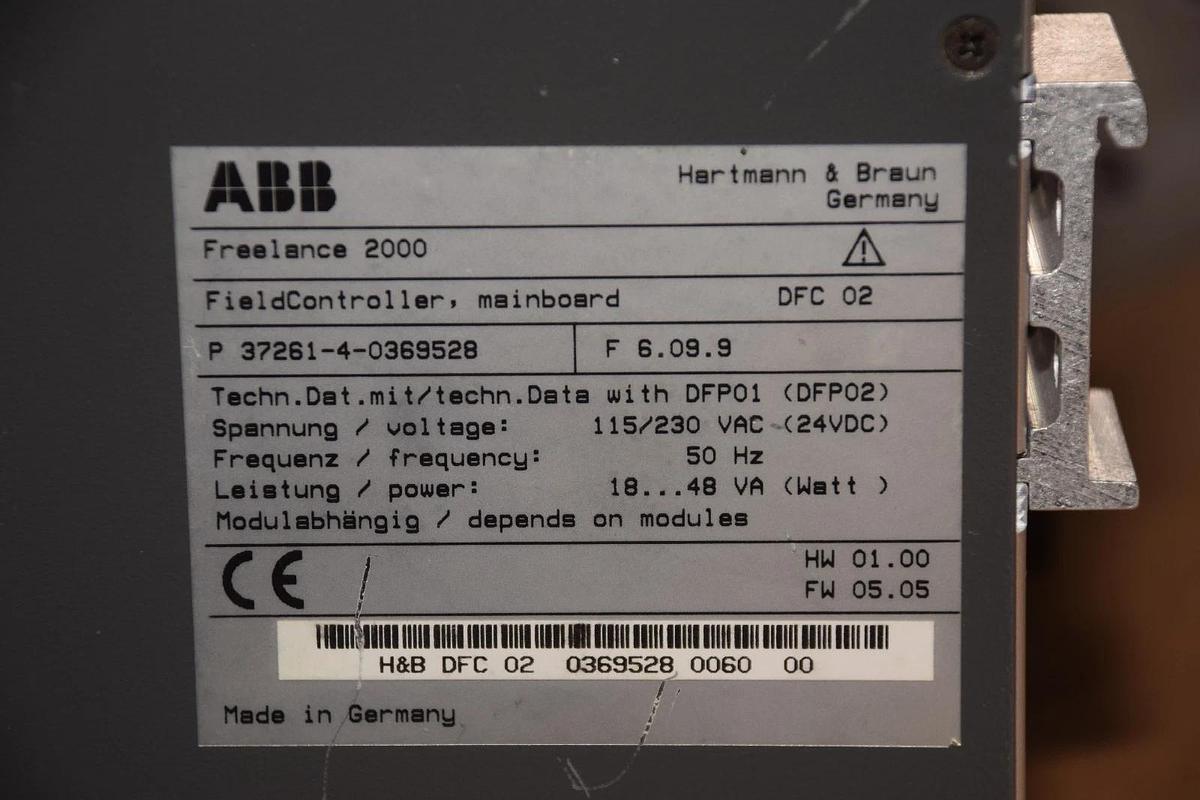 ABB
Hartmann & Braun
Germany
Freelance 2000
FieldController, mainboard DFC 02
P 37261-4-0369528 F 6.09.9
Techn.Dat.mit/techn.Data with DFP01 (DFP02)
Spannung / voltage: 115/230 VAC (24VDC)
Frequenz / frequency: 50 Hz
Leistung / power: 18...48 VA (Watt )
Modulabhängig / depends on modules
CE
HW 01.00
FW 05.05
H&B DFC 02 0369528 0060 00
Made in Germany